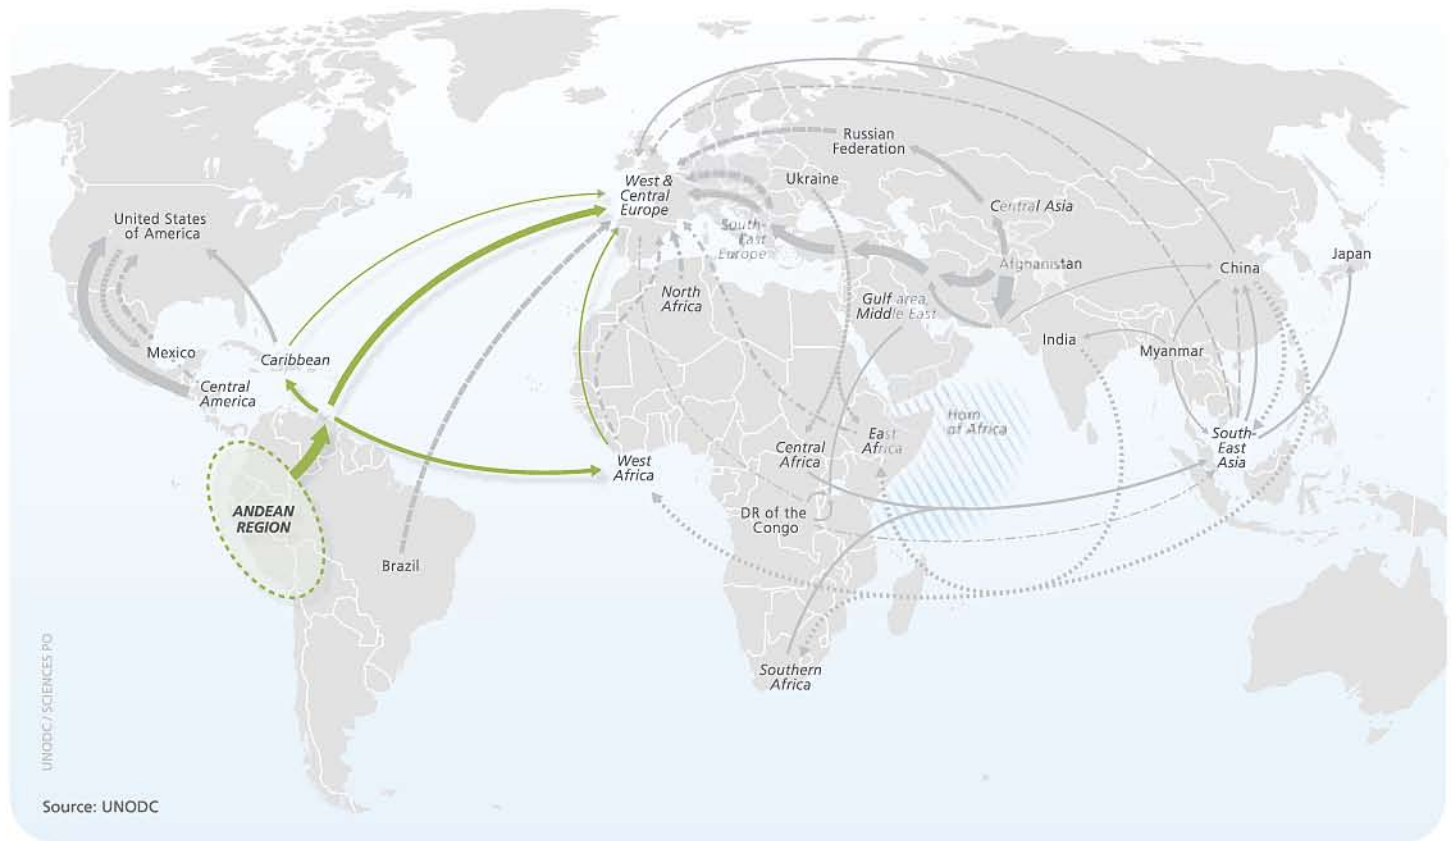 Russian
Federation
West &
Central
Europe
Ukraine
United States
of America
Central Asia
South-
East
Europe
Afghanistan
China
Japan
North
Africa
Gulf area,
Middle East
India
Myanmar
Mexico
Caribbean
Central
America
Horn
of Africa
East
Africa
South-
East
Asia
Central
Africa
West
Africa
ANDEAN
REGION
DR of the
Congo
Brazil
Southern
Africa
UNODC / SCIENCES PO
Source: UNODC